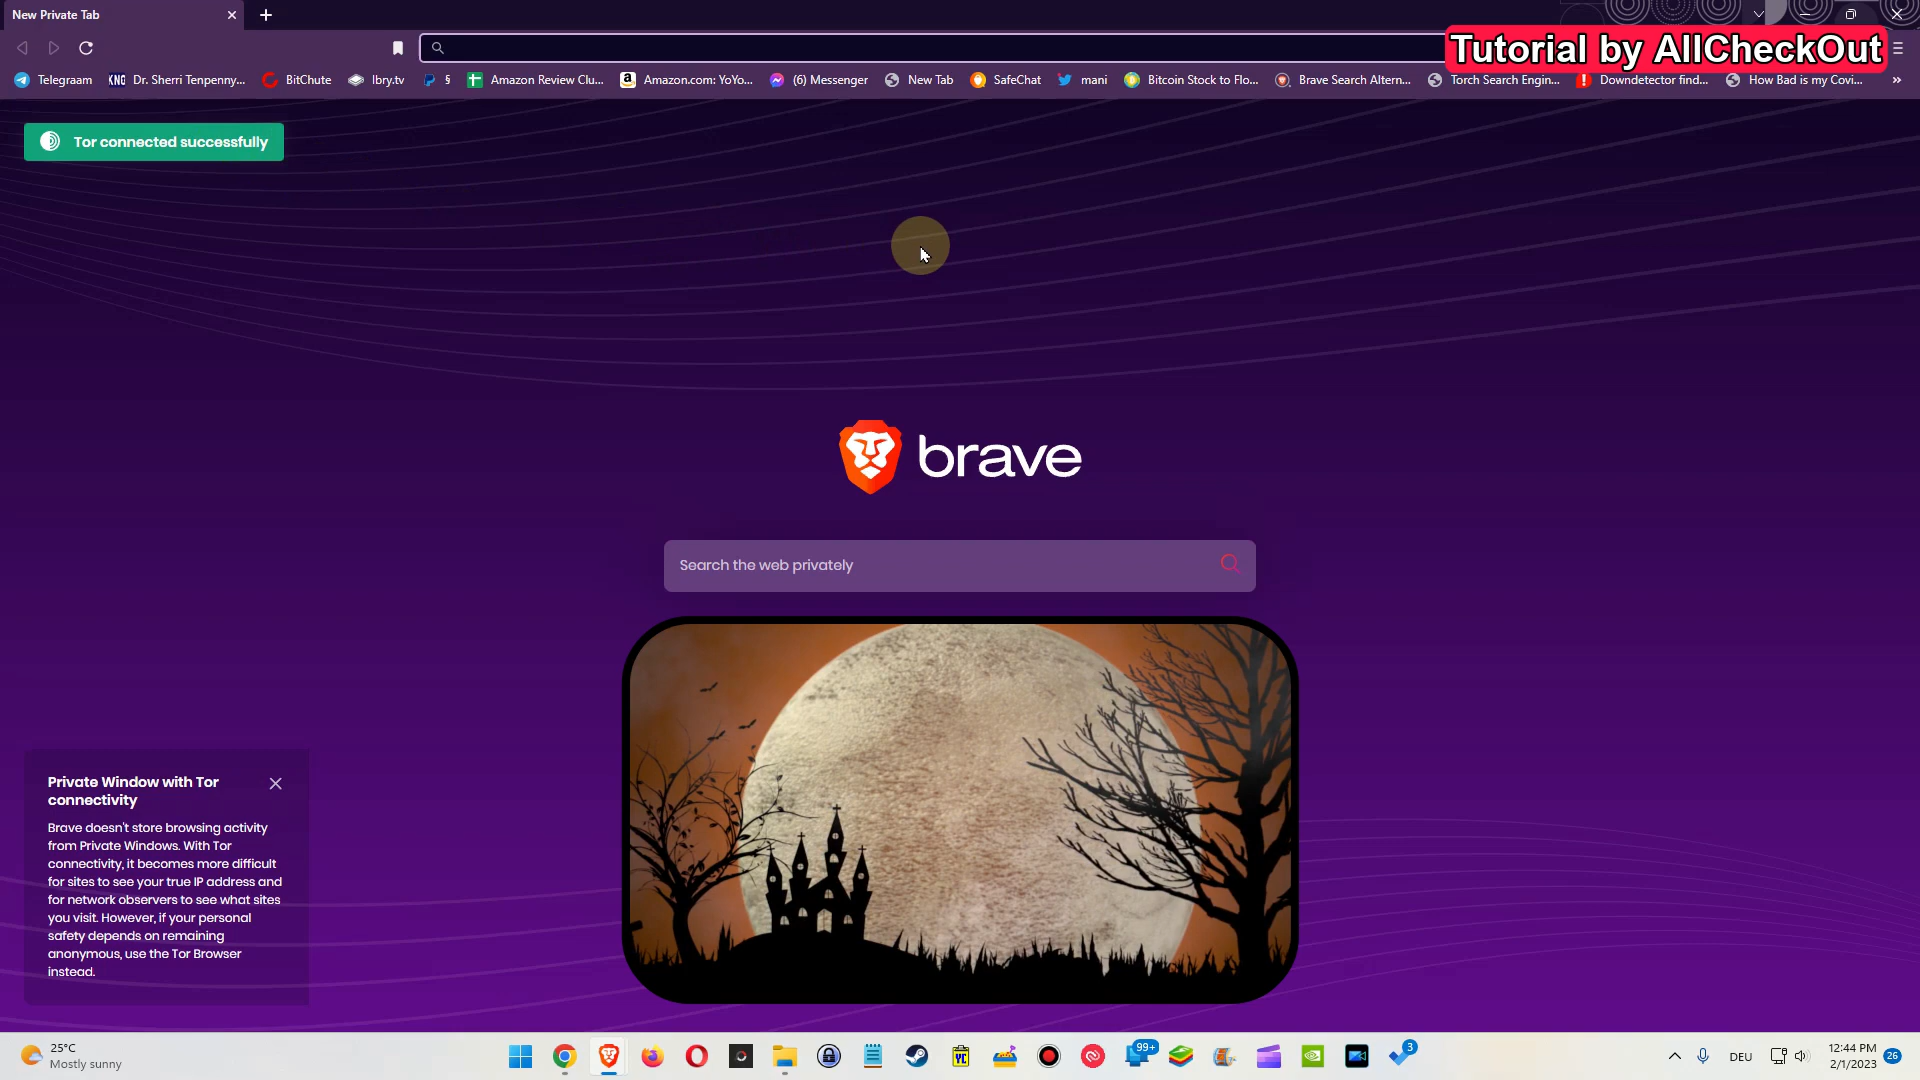 New Private Tab
Tutorial by AllCheckOut
Telegraam
KNO Dr. Sherri Tenpenny...
BitChute
lbry.tv
§
Amazon Review Clu...
Amazon.com: YoYo...
(6) Messenger
New Tab
SafeChat
mani
Bitcoin Stock to Flo...
Brave Search Altern...
Torch Search Engin...
Downdetector find...
How Bad is my Covi...
Tor connected successfully
brave
Search the web privately
Private Window with Tor
connectivity
Brave doesn't store browsing activity
from Private Windows. With Tor
connectivity, it becomes more difficult
for sites to see your true IP address and
for network observers to see what sites
you visit. However, if your personal
safety depends on remaining
anonymous, use the Tor Browser
instead.
25°C
Mostly sunny
YC
99+
3
DEU
12:44 PM
2/1/2023
26